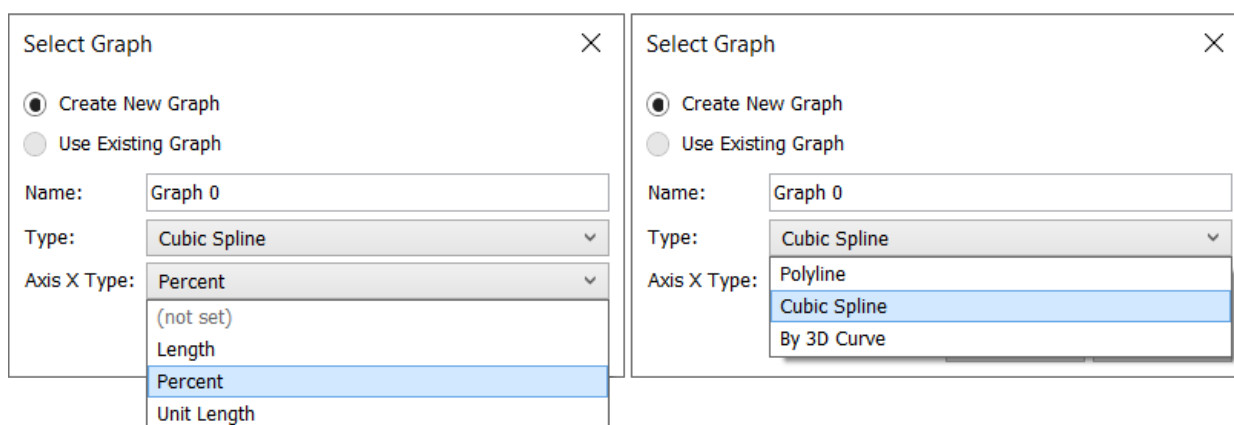 Select Graph
Create New Graph
Use Existing Graph
Name: Graph 0
Type: Cubic Spline
Axis X Type: Percent
(not set)
Length
Percent
Unit Length
Select Graph
Create New Graph
Use Existing Graph
Name: Graph 0
Type: Cubic Spline
Axis X Type:
Polyline
Cubic Spline
By 3D Curve